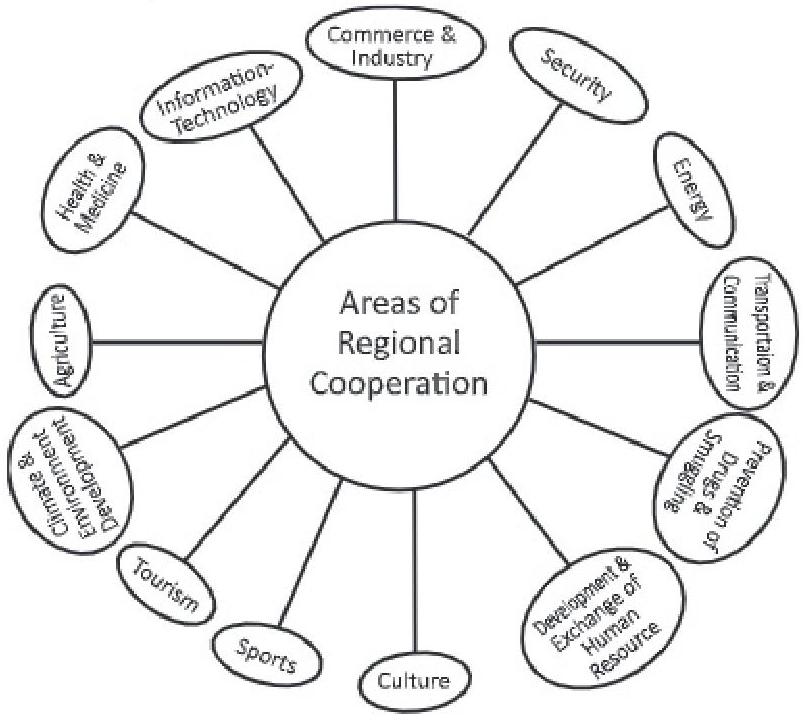 Commerce &
Industry
Security
Energy
Transportaion &
Communication
Prevention of
Drugs &
Smuggling
Development &
Exchange of
Human
Resource
Culture
Sports
Tourism
Climate &
Environment
Development
Agriculture
Health &
Medicine
Information-
Technology
Areas of
Regional
Cooperation